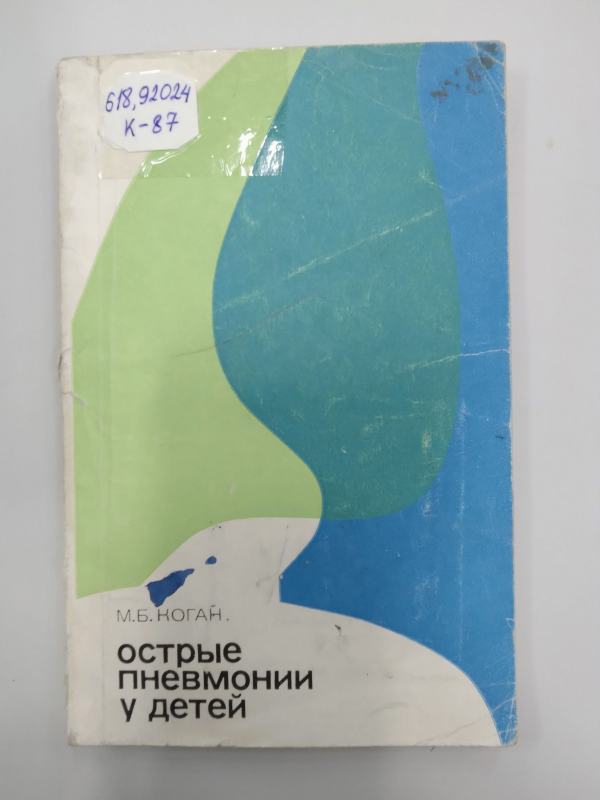 618,92024
К-87
М.Б.КОГАН.
острые
пневмонии
у детей